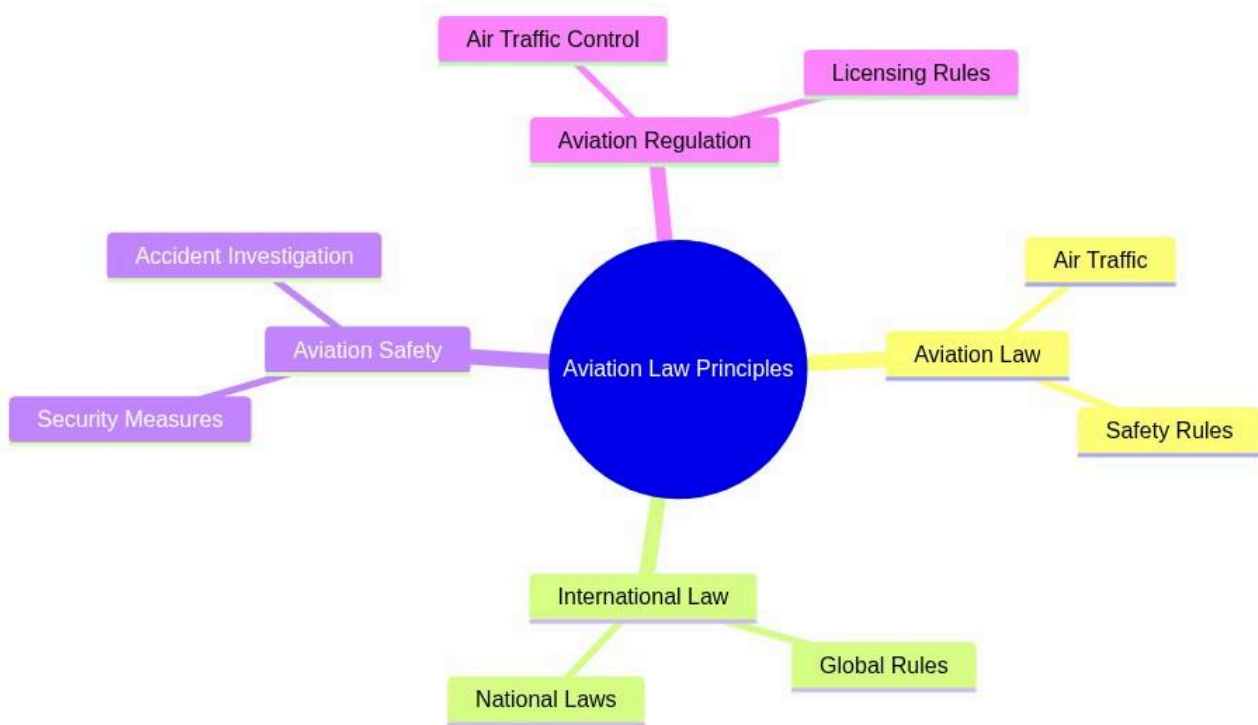 Air Traffic Control
Licensing Rules
Aviation Regulation
Accident Investigation
Air Traffic
Aviation Safety
Aviation Law Principles
Aviation Law
Security Measures
Safety Rules
International Law
Global Rules
National Laws